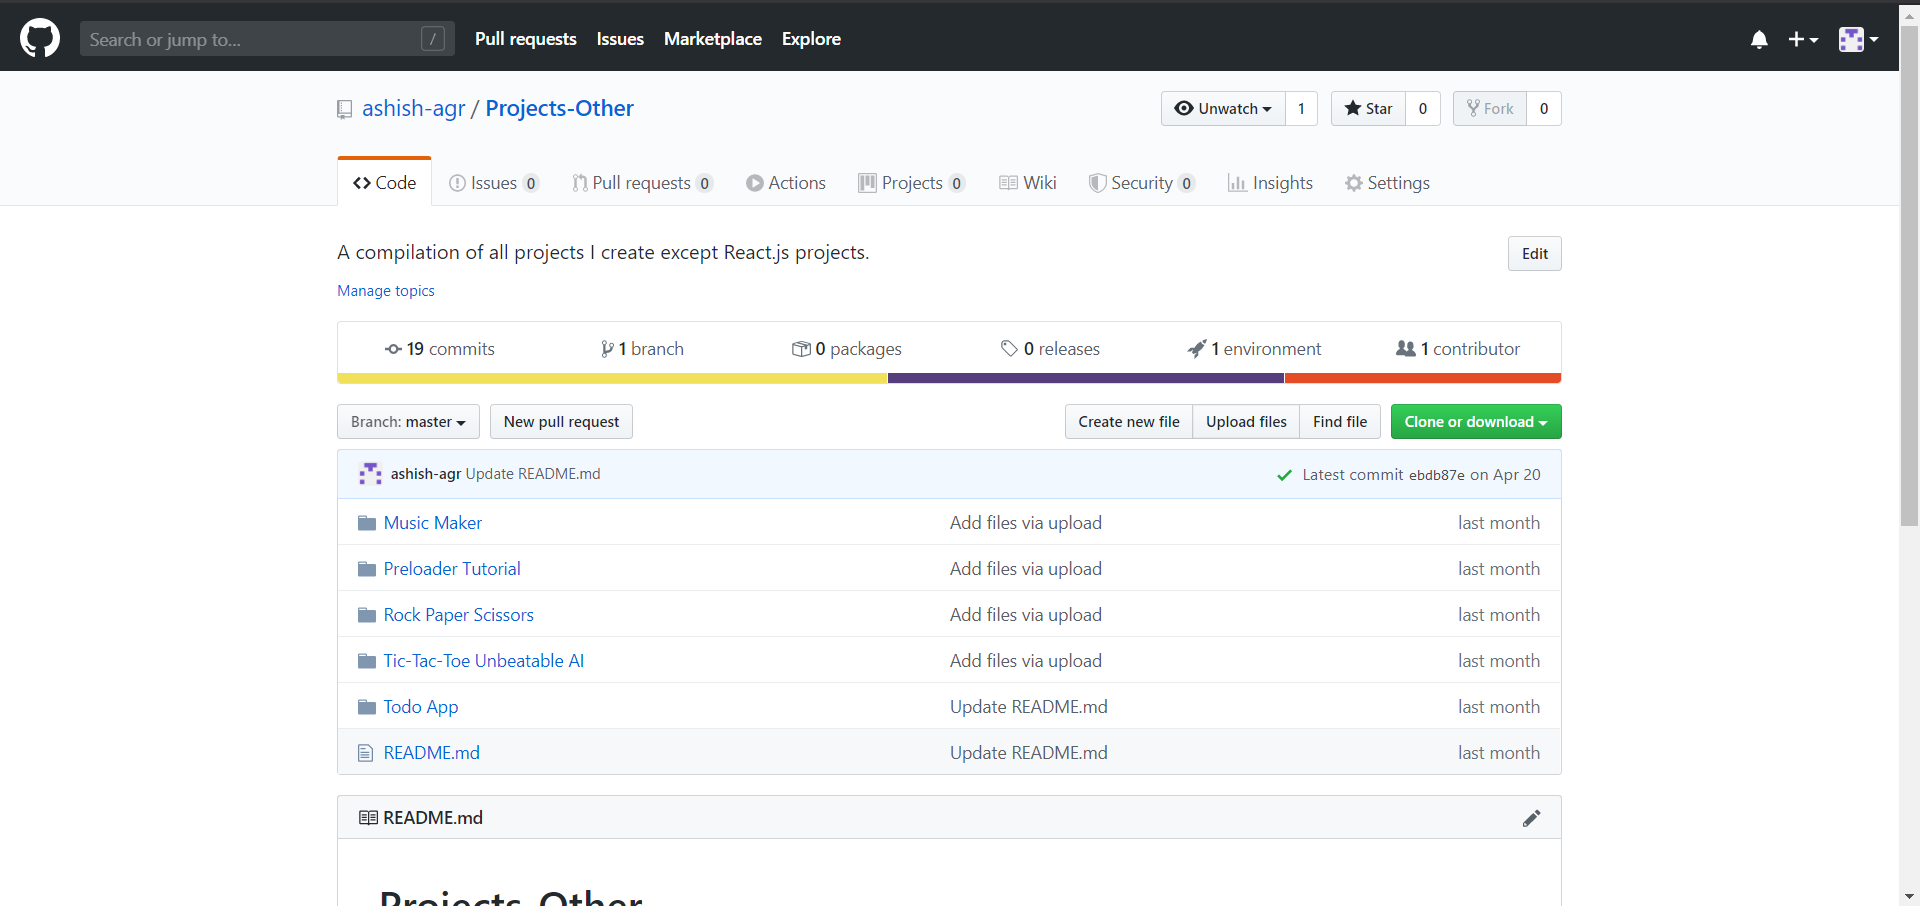 Search or jump to... / Pull requests Issues Marketplace Explore
ashish-agr / Projects-Other Unwatch 1 Star 0 Fork 0
Code Issues 0 Pull requests 0 Actions Projects 0 Wiki Security 0 Insights Settings
A compilation of all projects I create except React.js projects. Edit
Manage topics
19 commits 1 branch 0 packages 0 releases 1 environment 1 contributor
Branch: master New pull request Create new file Upload files Find file Clone or download
ashish-agr Update README.md Latest commit ebdb87e on Apr 20
Music Maker Add files via upload last month
Preloader Tutorial Add files via upload last month
Rock Paper Scissors Add files via upload last month
Tic-Tac-Toe Unbeatable AI Add files via upload last month
Todo App Update README.md last month
README.md Update README.md last month
README.md
Projects-Other